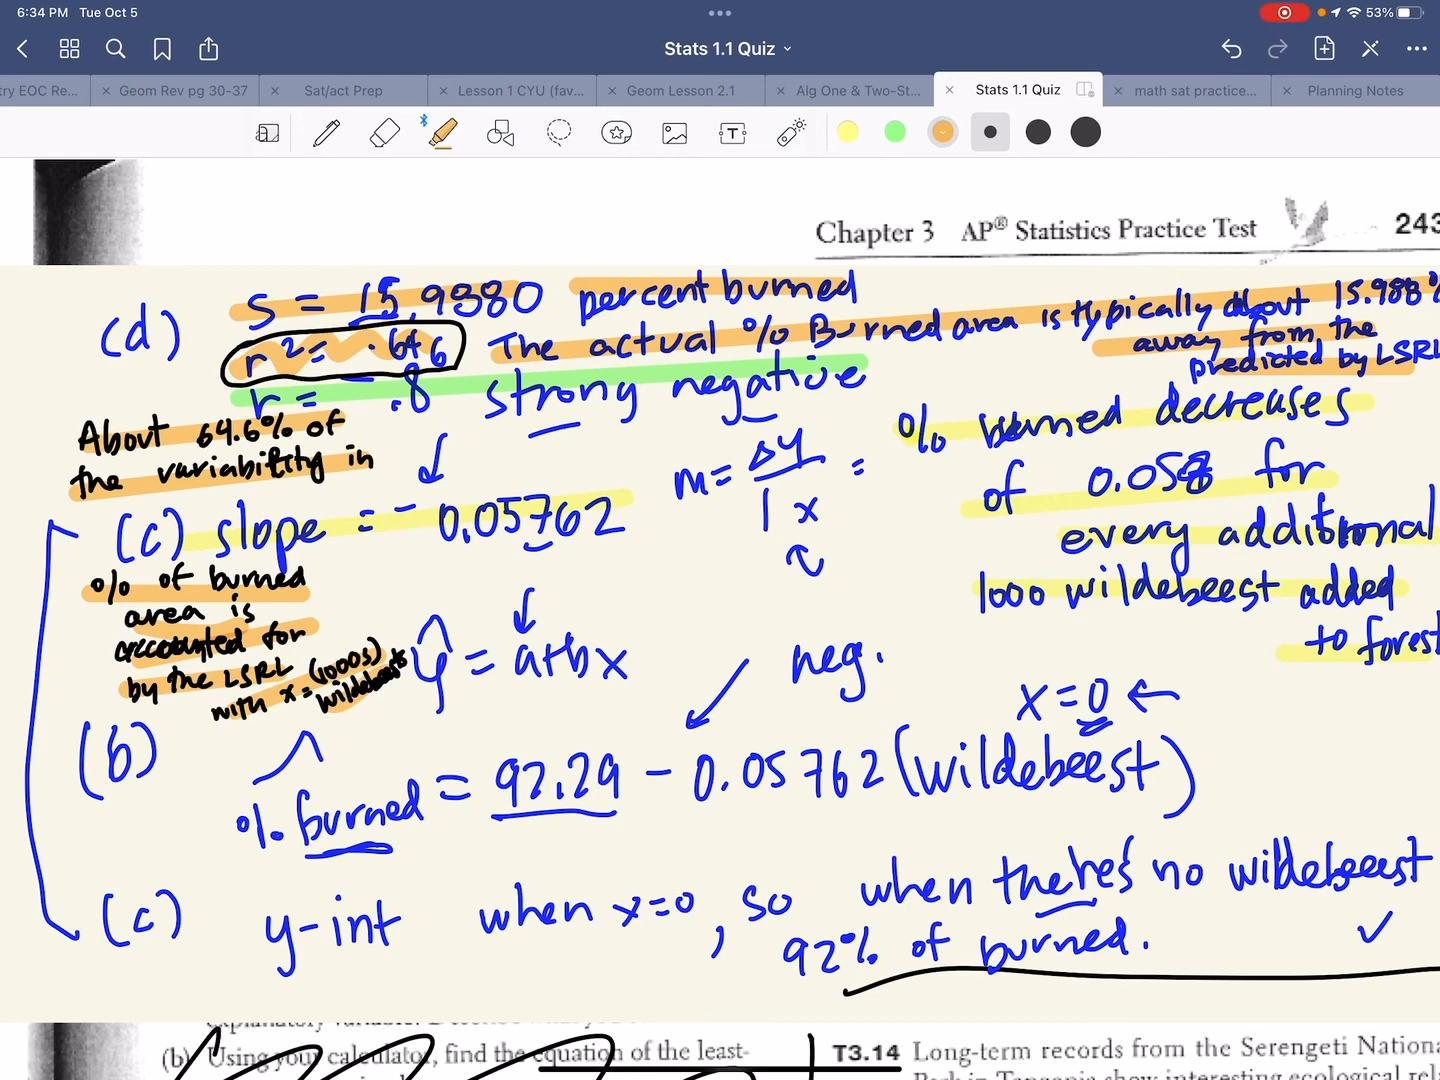 6:34 PM Tue Oct 5
53%
Stats 1.1 Quiz
try EOC Re...
Geom Rev pg 30-37
Sat/act Prep
Lesson 1 CYU (fav...
Geom Lesson 2.1
Alg One & Two-St...
Stats 1.1 Quiz
math sat practice...
Planning Notes
Chapter 3 AP® Statistics Practice Test 243
(d) S = 15.9880 percent burned
r² = .646 The actual % Burned area is typically about 15.988%
away from the
predicted by LSRL
r = -.8 strong negative
About 64.6% of
the variability in
% of burned
area is
accounted for
by the LSRL
with x = (1000s)
wildebeests
m = Δy / 1x =
% burned decreases
of 0.058 for
every additional
1000 wildebeest added
to forest
(c) slope = -0.05762
ŷ = a+bx
neg.
x=0
(b)
% burned = 92.29 - 0.05762 (wildebeest)
(c) y-int when x=0, so when there's no wildebeest
92% of burned.
(b) Using your calculator, find the equation of the least-
T3.14 Long-term records from the Serengeti Nationa